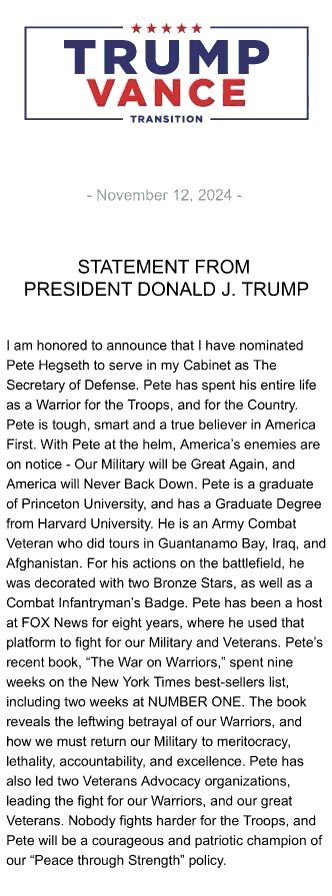 TRUMP
VANCE
TRANSITION
- November 12, 2024 -
STATEMENT FROM
PRESIDENT DONALD J. TRUMP
I am honored to announce that I have nominated
Pete Hegseth to serve in my Cabinet as The
Secretary of Defense. Pete has spent his entire life
as a Warrior for the Troops, and for the Country.
Pete is tough, smart and a true believer in America
First. With Pete at the helm, America's enemies are
on notice - Our Military will be Great Again, and
America will Never Back Down. Pete is a graduate
of Princeton University, and has a Graduate Degree
from Harvard University. He is an Army Combat
Veteran who did tours in Guantanamo Bay, Iraq, and
Afghanistan. For his actions on the battlefield, he
was decorated with two Bronze Stars, as well as a
Combat Infantryman's Badge. Pete has been a host
at FOX News for eight years, where he used that
platform to fight for our Military and Veterans. Pete's
recent book, “The War on Warriors,” spent nine
weeks on the New York Times best-sellers list,
including two weeks at NUMBER ONE. The book
reveals the leftwing betrayal of our Warriors, and
how we must return our Military to meritocracy,
lethality, accountability, and excellence. Pete has
also led two Veterans Advocacy organizations,
leading the fight for our Warriors, and our great
Veterans. Nobody fights harder for the Troops, and
Pete will be a courageous and patriotic champion of
our “Peace through Strength” policy.